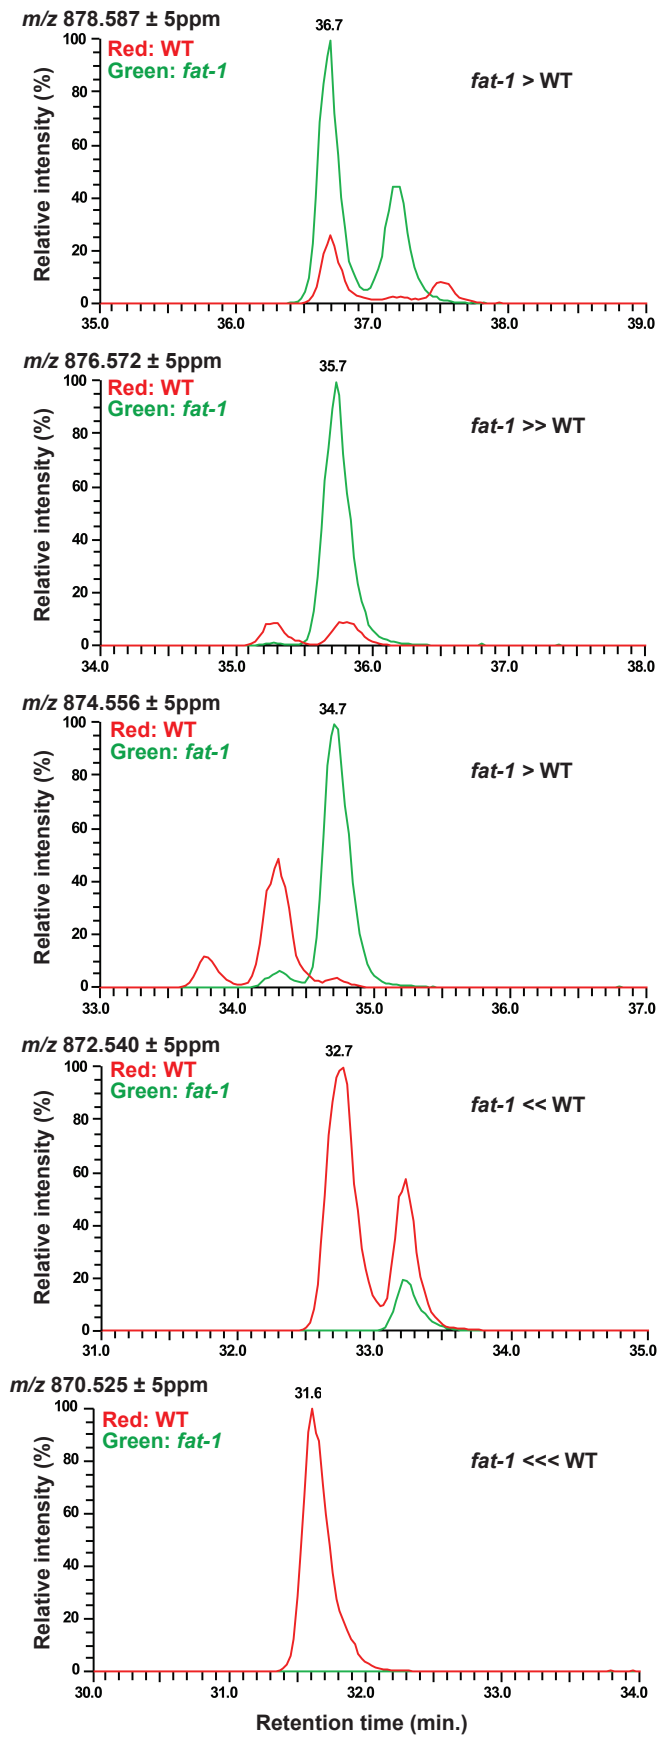 m/z 878.587 ± 5ppm
36.7
Red: WT
Green: fat-1
fat-1 > WT
Relative intensity (%)
100
80
60
40
20
0
35.0 36.0 37.0 38.0 39.0
m/z 876.572 ± 5ppm
35.7
Red: WT
Green: fat-1
fat-1 >> WT
Relative intensity (%)
100
80
60
40
20
0
34.0 35.0 36.0 37.0 38.0
m/z 874.556 ± 5ppm
34.7
Red: WT
Green: fat-1
fat-1 > WT
Relative intensity (%)
100
80
60
40
20
0
33.0 34.0 35.0 36.0 37.0
m/z 872.540 ± 5ppm
32.7
Red: WT
Green: fat-1
fat-1 << WT
Relative intensity (%)
100
80
60
40
20
0
31.0 32.0 33.0 34.0 35.0
m/z 870.525 ± 5ppm
31.6
Red: WT
Green: fat-1
fat-1 <<< WT
Relative intensity (%)
100
80
60
40
20
0
30.0 31.0 32.0 33.0 34.0
Retention time (min.)